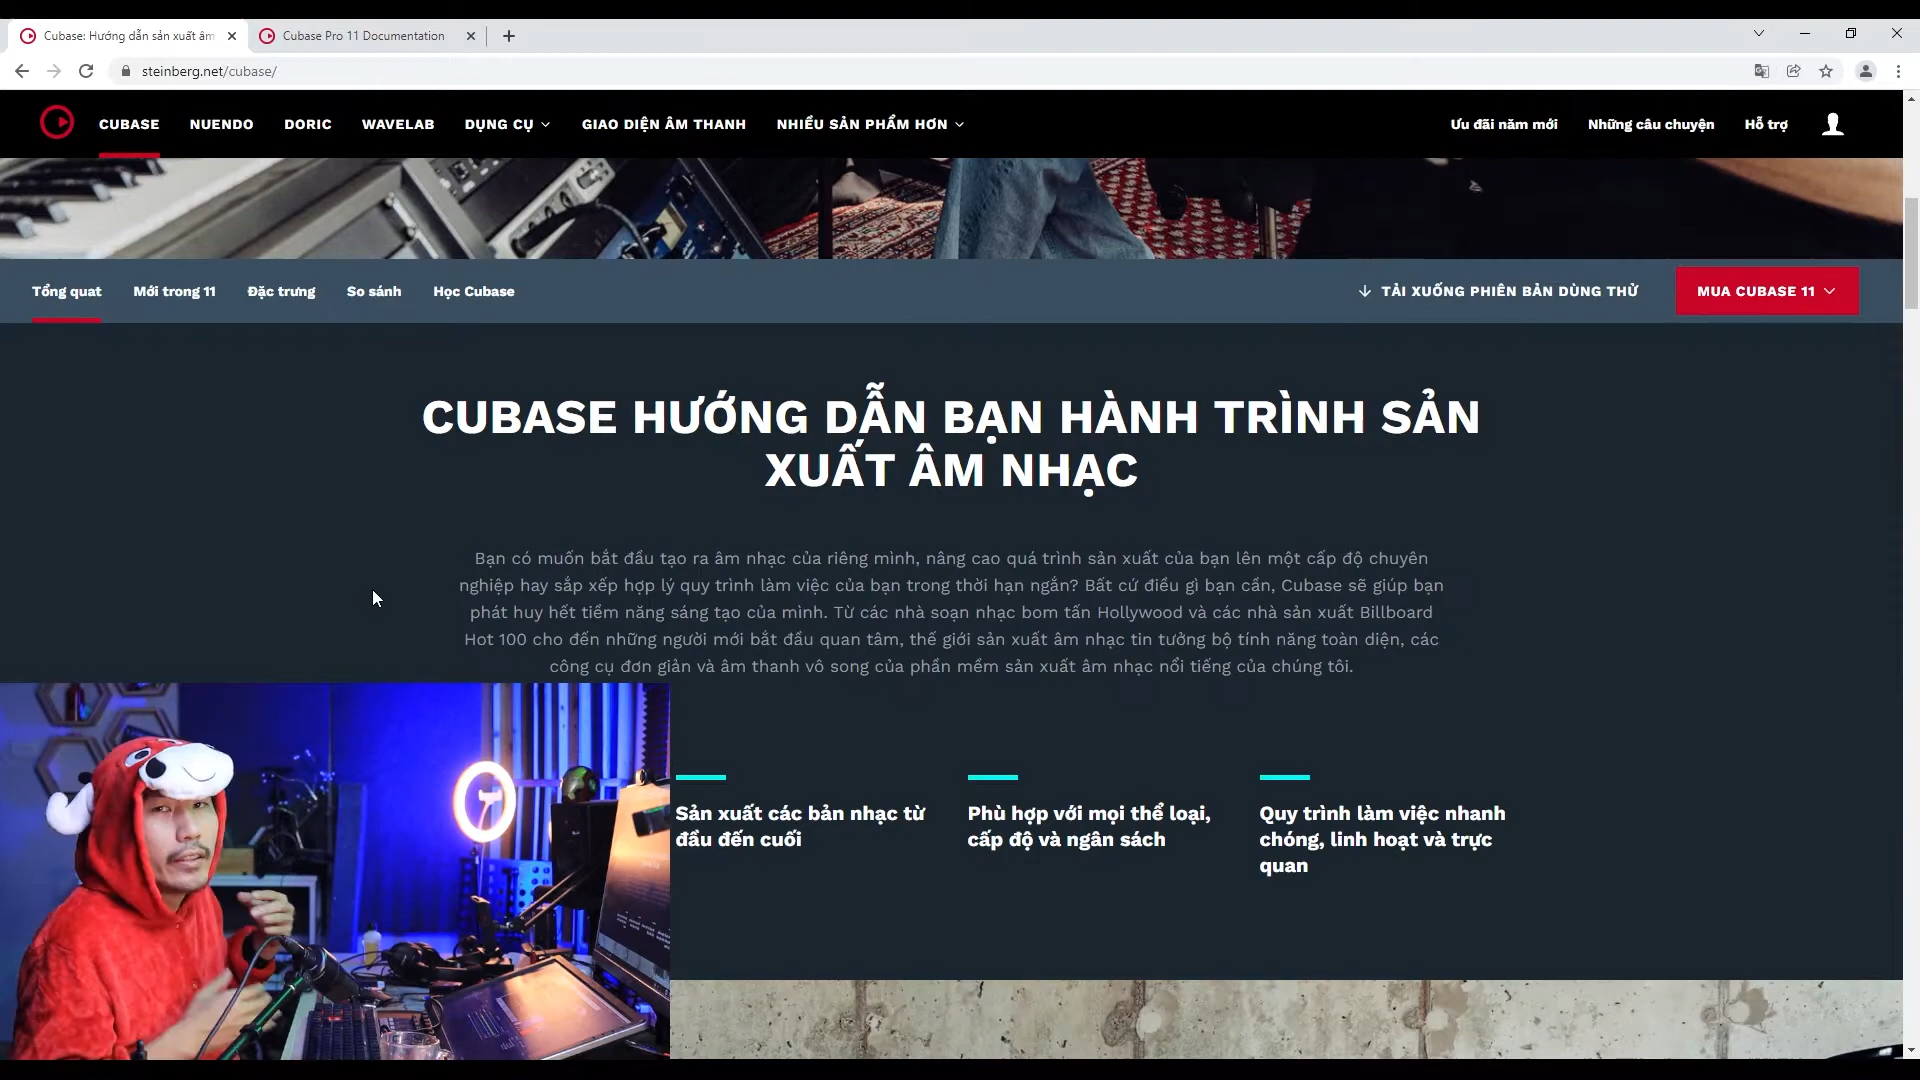 Cubase: Hướng dẫn sản xuất âm
Cubase Pro 11 Documentation
steinberg.net/cubase/
CUBASE
NUENDO
DORIC
WAVELAB
DỤNG CỤ
GIAO DIỆN ÂM THANH
NHIỀU SẢN PHẨM HƠN
Ưu đãi năm mới
Những câu chuyện
Hỗ trợ
Tổng quat
Mới trong 11
Đặc trưng
So sánh
Học Cubase
TẢI XUỐNG PHIÊN BẢN DÙNG THỬ
MUA CUBASE 11
CUBASE HƯỚNG DẪN BẠN HÀNH TRÌNH SẢN
XUẤT ÂM NHẠC
Bạn có muốn bắt đầu tạo ra âm nhạc của riêng mình, nâng cao quá trình sản xuất của bạn lên một cấp độ chuyên
nghiệp hay sắp xếp hợp lý quy trình làm việc của bạn trong thời hạn ngắn? Bất cứ điều gì bạn cần, Cubase sẽ giúp bạn
phát huy hết tiềm năng sáng tạo của mình. Từ các nhà soạn nhạc bom tấn Hollywood và các nhà sản xuất Billboard
Hot 100 cho đến những người mới bắt đầu quan tâm, thế giới sản xuất âm nhạc tin tưởng bộ tính năng toàn diện, các
công cụ đơn giản và âm thanh vô song của phần mềm sản xuất âm nhạc nổi tiếng của chúng tôi.
Sản xuất các bản nhạc từ
đầu đến cuối
Phù hợp với mọi thể loại,
cấp độ và ngân sách
Quy trình làm việc nhanh
chóng, linh hoạt và trực
quan